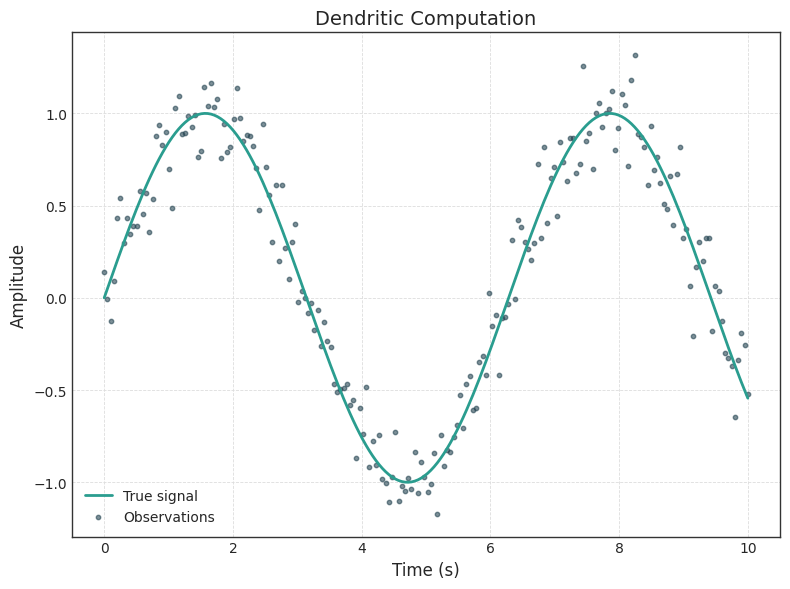 Dendritic Computation
Amplitude
1.0
0.5
0.0
−0.5
−1.0
True signal
Observations
0 2 4 6 8 10
Time (s)